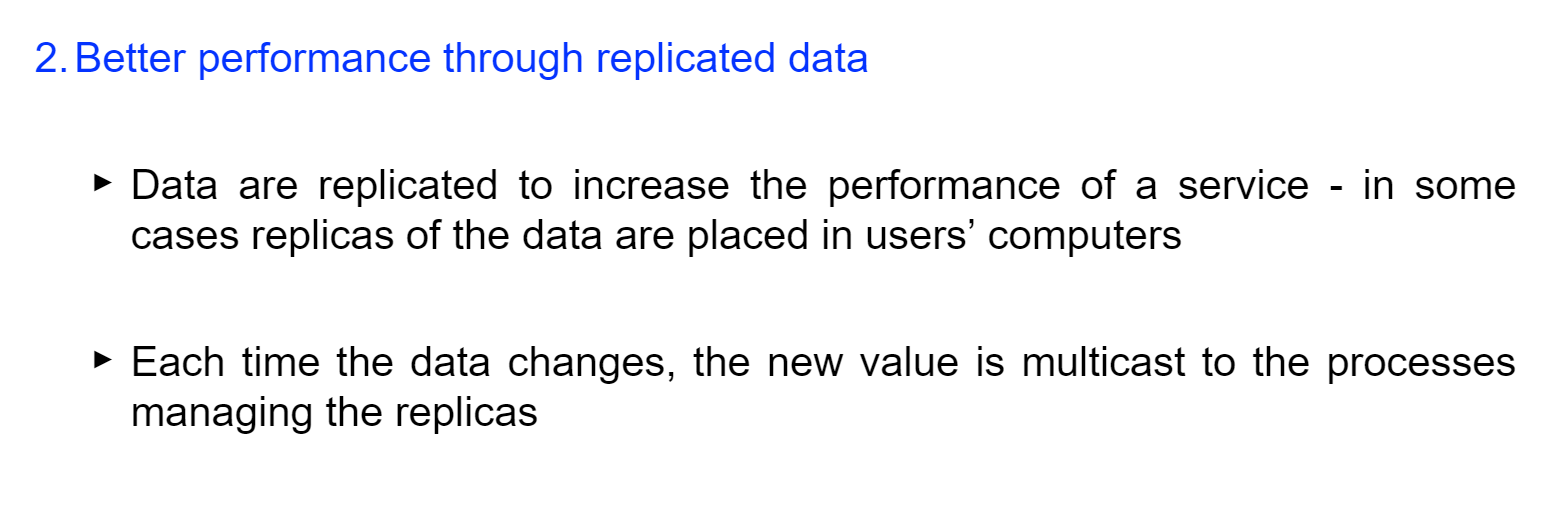 2. Better performance through replicated data
► Data are replicated to increase the performance of a service - in some
cases replicas of the data are placed in users’ computers
► Each time the data changes, the new value is multicast to the processes
managing the replicas